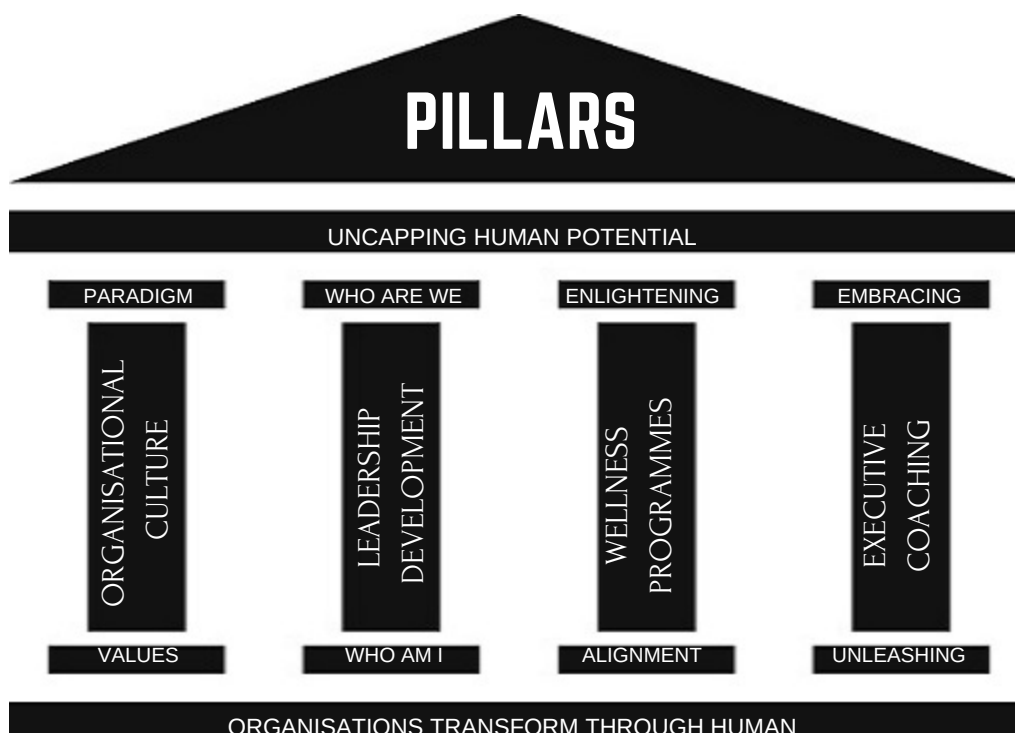 PILLARS
UNCAPPING HUMAN POTENTIAL
PARADIGM
WHO ARE WE
ENLIGHTENING
EMBRACING
ORGANISATIONAL
CULTURE
LEADERSHIP
DEVELOPMENT
WELLNESS
PROGRAMMES
EXECUTIVE
COACHING
VALUES
WHO AM I
ALIGNMENT
UNLEASHING
ORGANISATIONS TRANSFORM THROUGH HUMAN